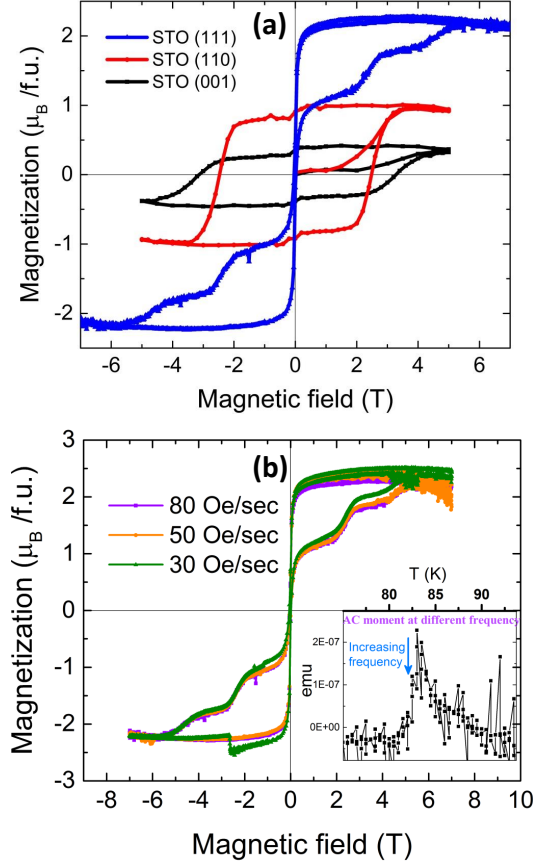 (a)
STO (111)
STO (110)
STO (001)
Magnetization (μB /f.u.)
2
1
0
-1
-2
-6 -4 -2 0 2 4 6
Magnetic field (T)
(b)
80 Oe/sec
50 Oe/sec
30 Oe/sec
Magnetization (μB /f.u.)
3
2
1
0
-1
-2
-3
T (K)
80 85 90
AC moment at different frequency
Increasing
frequency
emu
2E-07
1E-07
0E+00
-8 -6 -4 -2 0 2 4 6 8 10
Magnetic field (T)